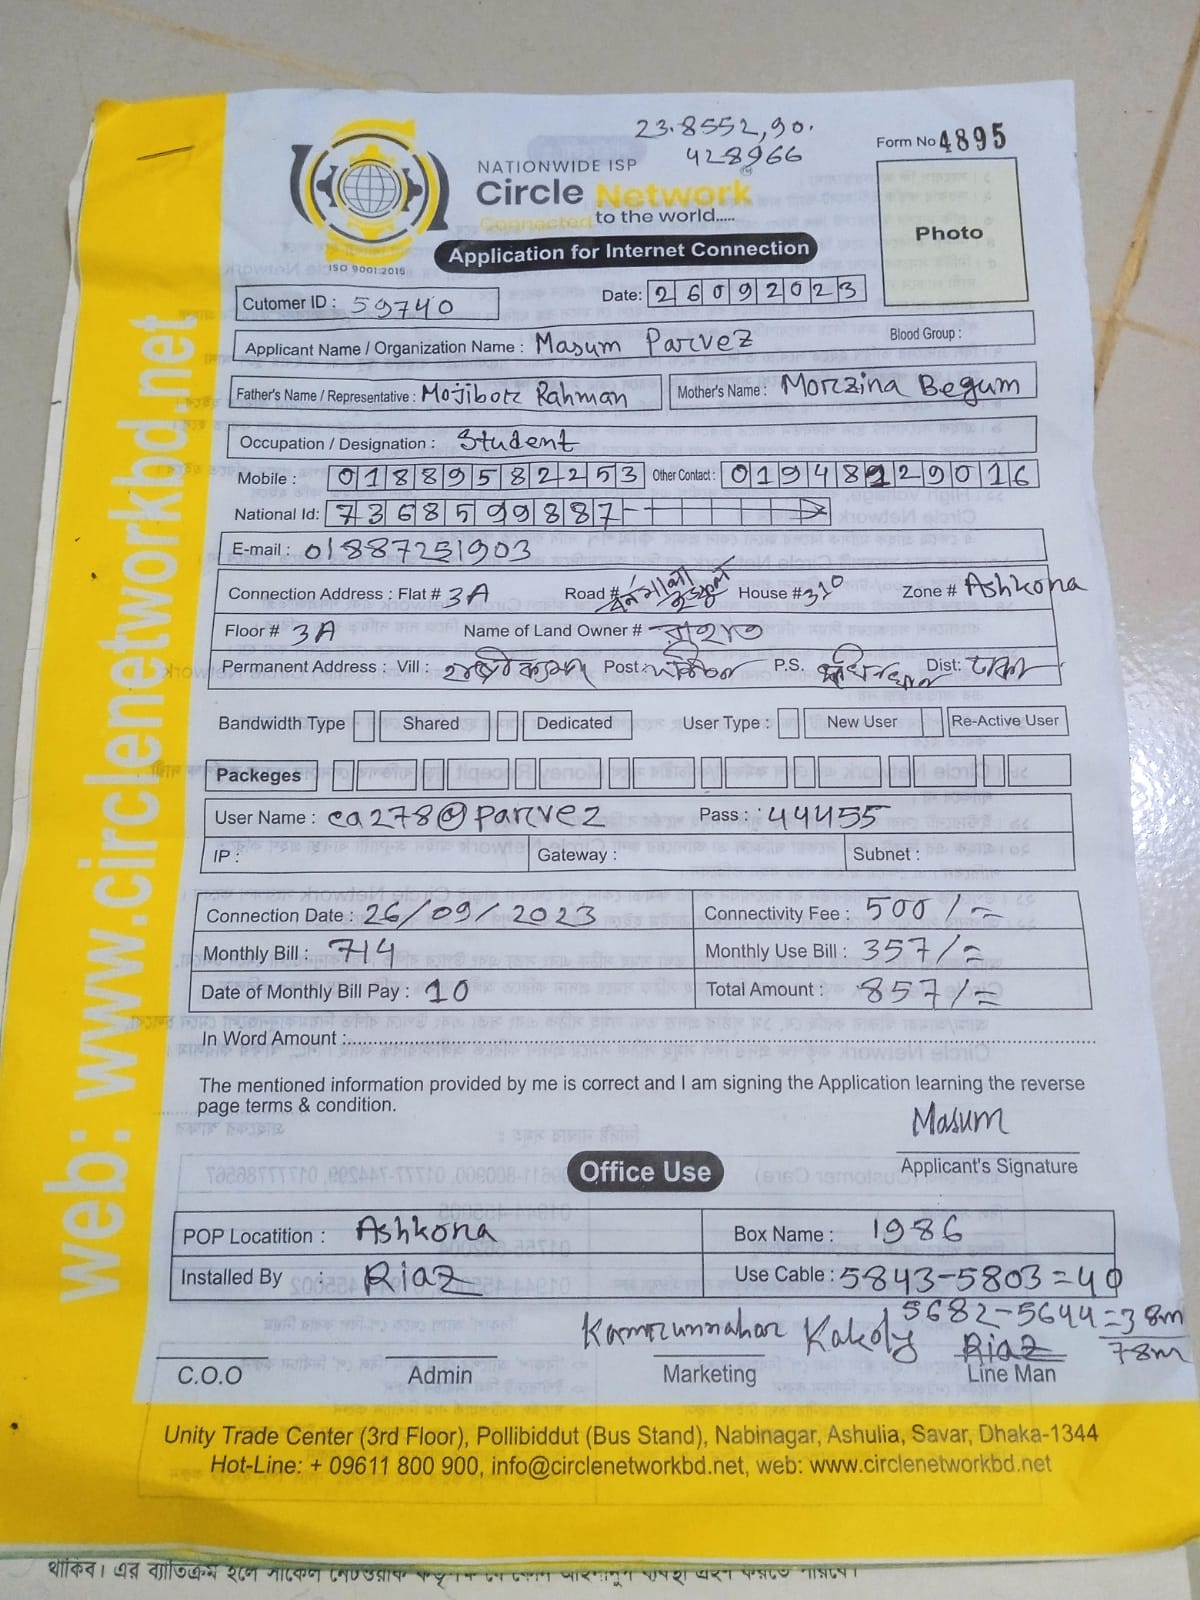 23.8552,90.
428966
Form No 4895
NATIONWIDE ISP
Circle Network
Connected to the world.....
ISO 9001:2015
Application for Internet Connection
Photo
Cutomer ID : 59740
Date: 26092023
Applicant Name / Organization Name : Masum Parvez
Blood Group :
Father's Name / Representative : Mojibor Rahman
Mother's Name : Morzina Begum
Occupation / Designation : Student
Mobile : 01889582253 Other Contact : 01948129016
National Id: 7368599887
E-mail : 01887251903
Connection Address : Flat # 3A Road # House # 310 Zone # Ashkona
Floor # 3A Name of Land Owner #
Permanent Address : Vill : Post P.S. Dist: ঢাকা
Bandwidth Type Shared Dedicated User Type : New User Re-Active User
Packeges
User Name : ca278@parvez Pass : 44455
IP : Gateway : Subnet :
Connection Date : 26/09/2023 Connectivity Fee : 500/=
Monthly Bill : 714 Monthly Use Bill : 357/=
Date of Monthly Bill Pay : 10 Total Amount : 857/=
In Word Amount :
The mentioned information provided by me is correct and I am signing the Application learning the reverse
page terms & condition.
Masum
Applicant's Signature
Office Use
POP Locatition : Ashkona Box Name : 1986
Installed By : Riaz Use Cable : 5843-5803=40
5682-5644=38m
78m
Kamrunnahar Kakoly Riaz
C.O.O Admin Marketing Line Man
Unity Trade Center (3rd Floor), Pollibiddut (Bus Stand), Nabinagar, Ashulia, Savar, Dhaka-1344
Hot-Line: + 09611 800 900, info@circlenetworkbd.net, web: www.circlenetworkbd.net
web: www.circlenetworkbd.net
থাকিব। এর ব্যতিক্রম হলে